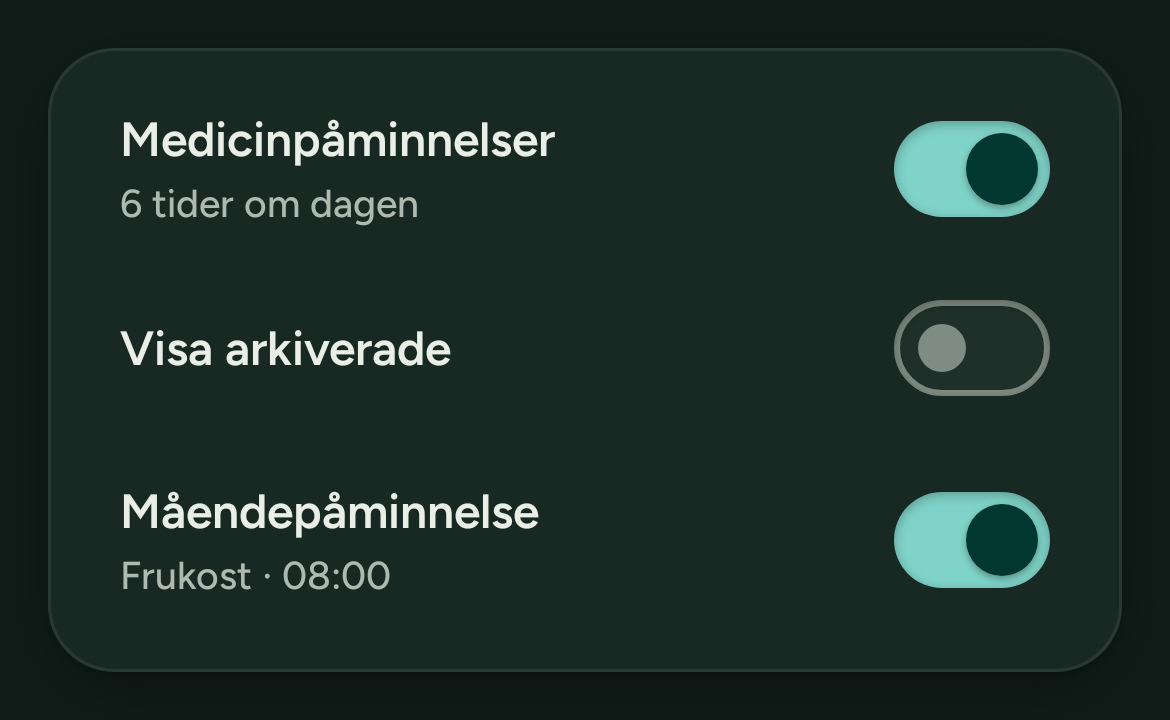 Medicinpåminnelser
6 tider om dagen
Visa arkiverade
Måendepåminnelse
Frukost · 08:00